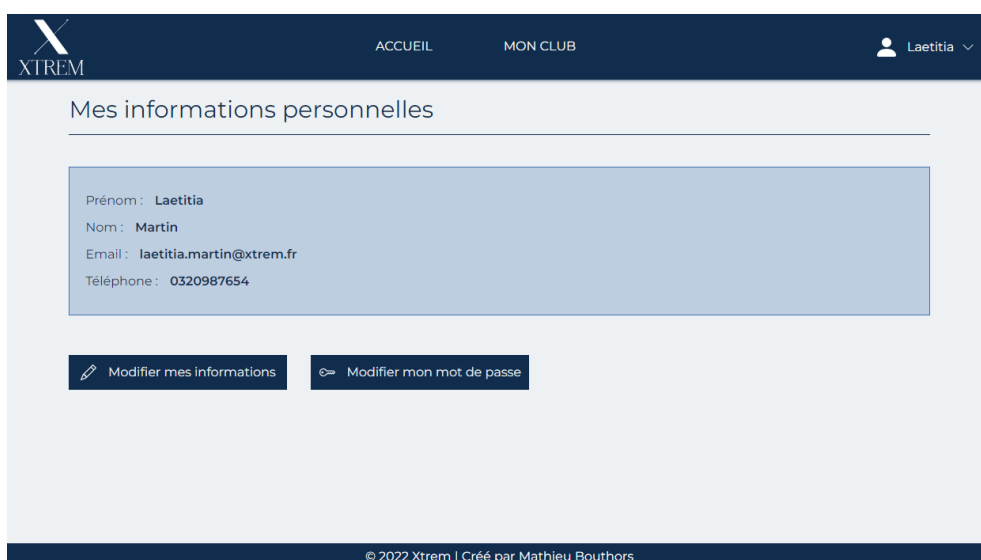 X
XTREM
ACCUEIL MON CLUB Laetitia
Mes informations personnelles
Prénom : Laetitia
Nom : Martin
Email : laetitia.martin@xtrem.fr
Téléphone : 0320987654
Modifier mes informations Modifier mon mot de passe
© 2022 Xtrem | Créé par Mathieu Bouthors